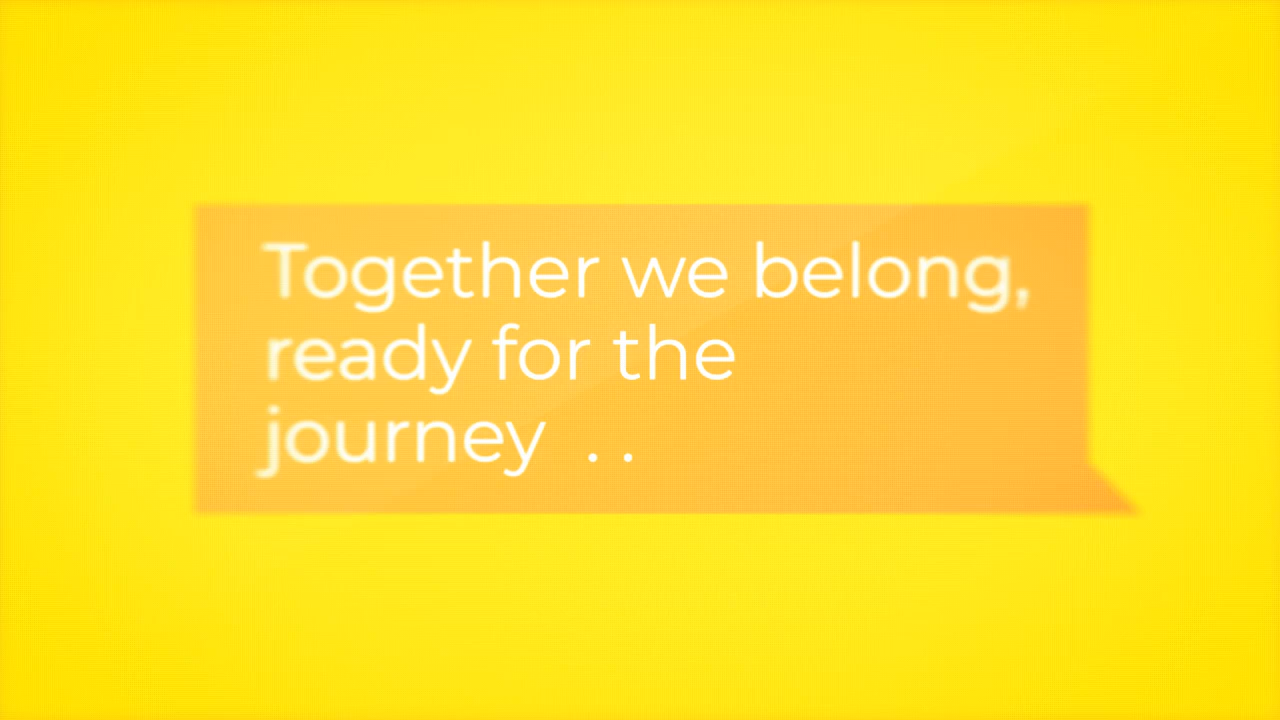 Together we belong,
ready for the
journey . .